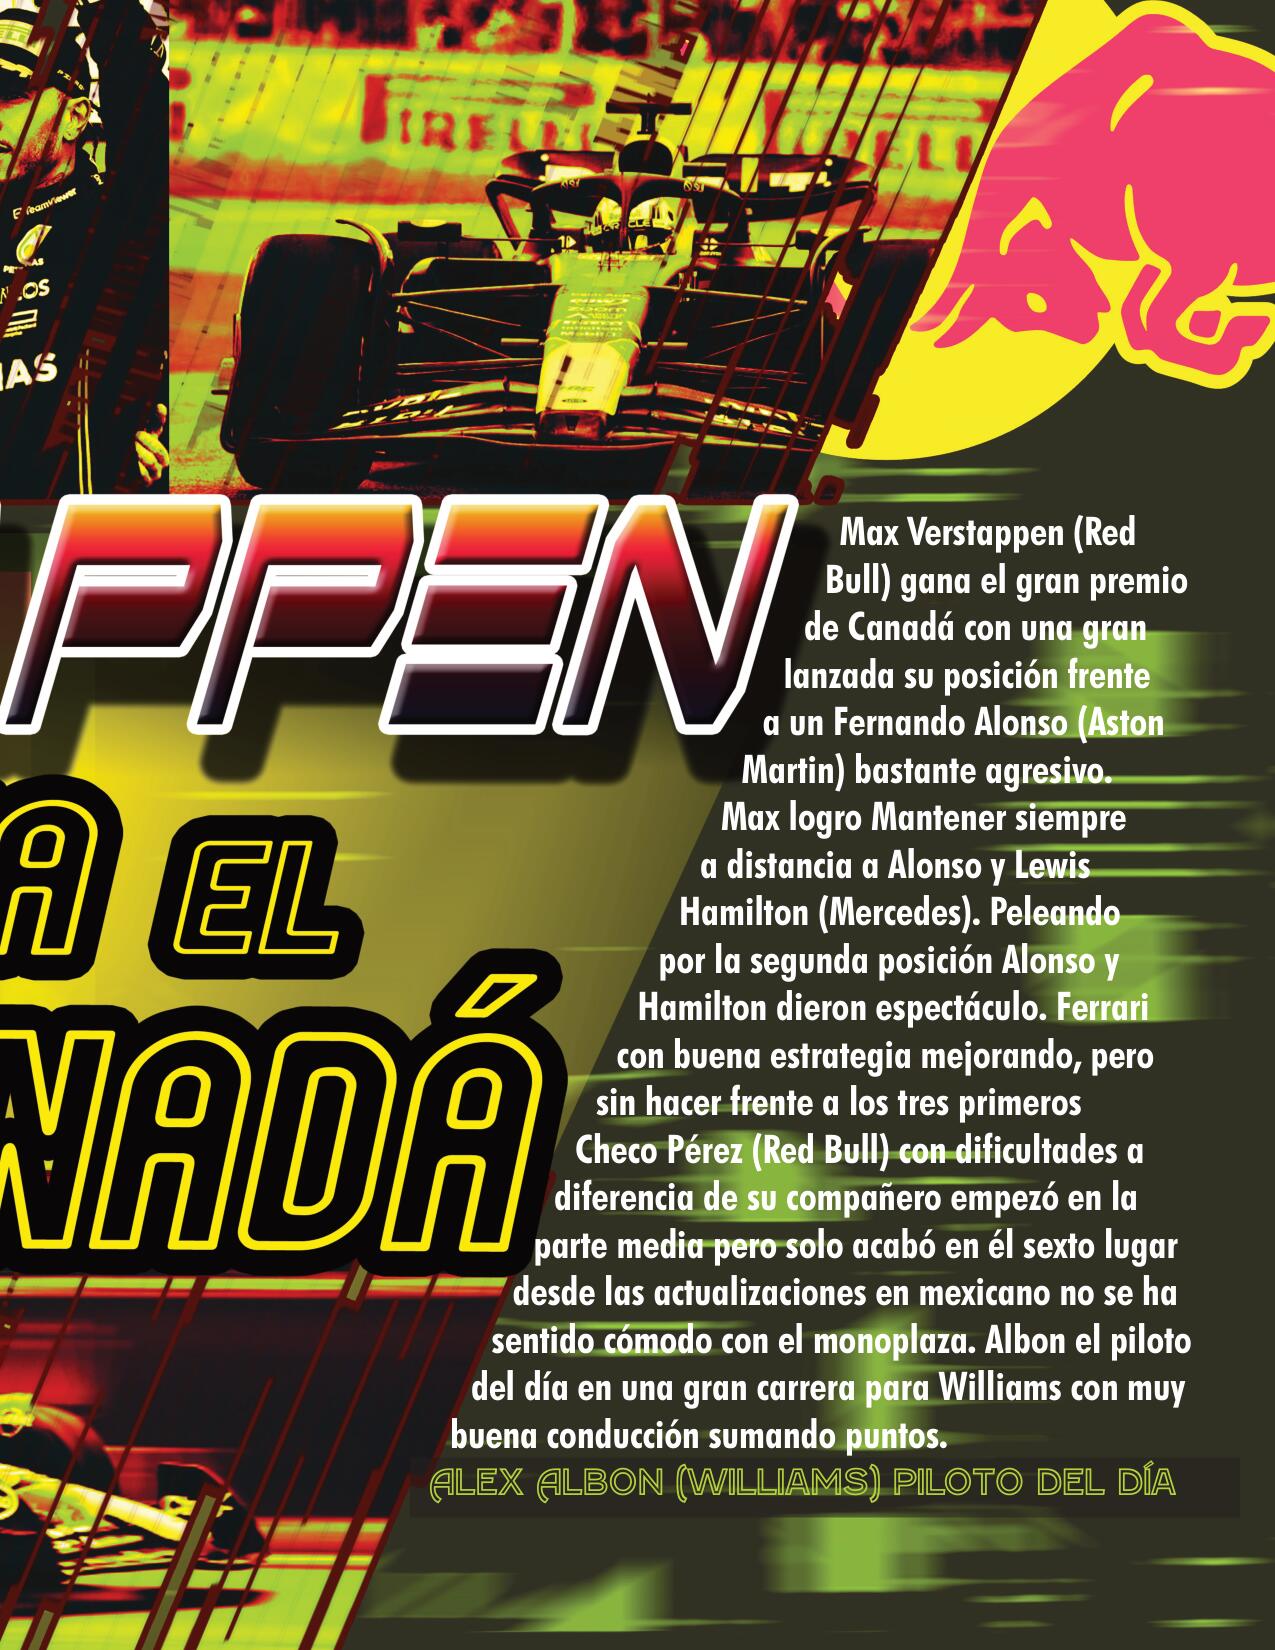 TeamViewer
PIRELLI
ORACLE
PPEN
Max Verstappen (Red
Bull) gana el gran premio
de Canadá con una gran
lanzada su posición frente
a un Fernando Alonso (Aston
Martin) bastante agresivo.
Max logro Mantener siempre
a distancia a Alonso y Lewis
Hamilton (Mercedes). Peleando
por la segunda posición Alonso y
Hamilton dieron espectáculo. Ferrari
con buena estrategia mejorando, pero
sin hacer frente a los tres primeros
Checo Pérez (Red Bull) con dificultades a
diferencia de su compañero empezó en la
parte media pero solo acabó en él sexto lugar
desde las actualizaciones en mexicano no se ha
sentido cómodo con el monoplaza. Albon el piloto
del día en una gran carrera para Williams con muy
buena conducción sumando puntos.
A EL
NADÁ
ALEX ALBON (WILLIAMS) PILOTO DEL DÍA